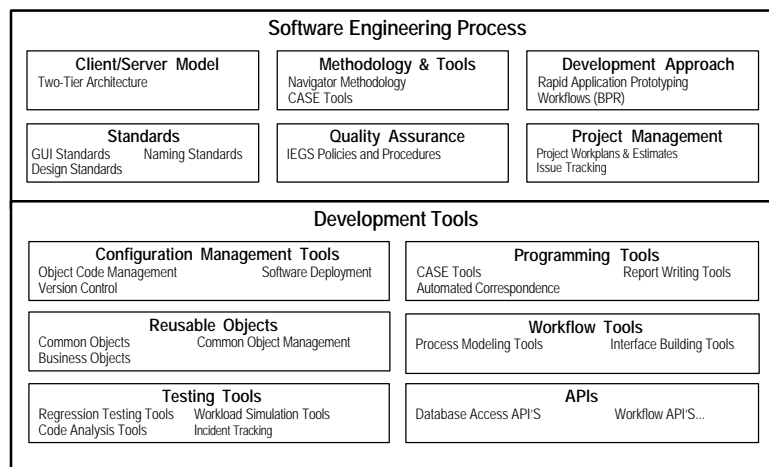 Software Engineering Process
Client/Server Model
Two-Tier Architecture
Methodology & Tools
Navigator Methodology
CASE Tools
Development Approach
Rapid Application Prototyping
Workflows (BPR)
Standards
GUI Standards Naming Standards
Design Standards
Quality Assurance
IEGS Policies and Procedures
Project Management
Project Workplans & Estimates
Issue Tracking
Development Tools
Configuration Management Tools
Object Code Management Software Deployment
Version Control
Programming Tools
CASE Tools Report Writing Tools
Automated Correspondence
Reusable Objects
Common Objects Common Object Management
Business Objects
Workflow Tools
Process Modeling Tools Interface Building Tools
Testing Tools
Regression Testing Tools Workload Simulation Tools
Code Analysis Tools Incident Tracking
APIs
Database Access API'S Workflow API'S...